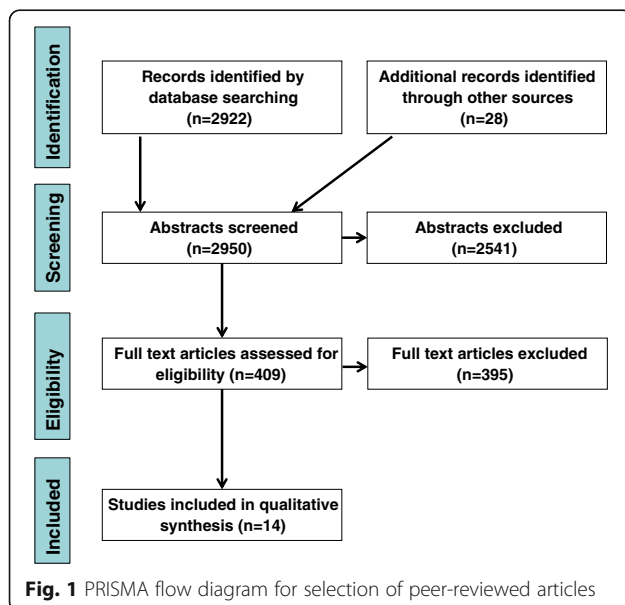 Identification
Records identified by
database searching
(n=2922)
Additional records identified
through other sources
(n=28)
Screening
Abstracts screened
(n=2950)
Abstracts excluded
(n=2541)
Eligibility
Full text articles assessed for
eligibility (n=409)
Full text articles excluded
(n=395)
Included
Studies included in qualitative
synthesis (n=14)
Fig. 1 PRISMA flow diagram for selection of peer-reviewed articles